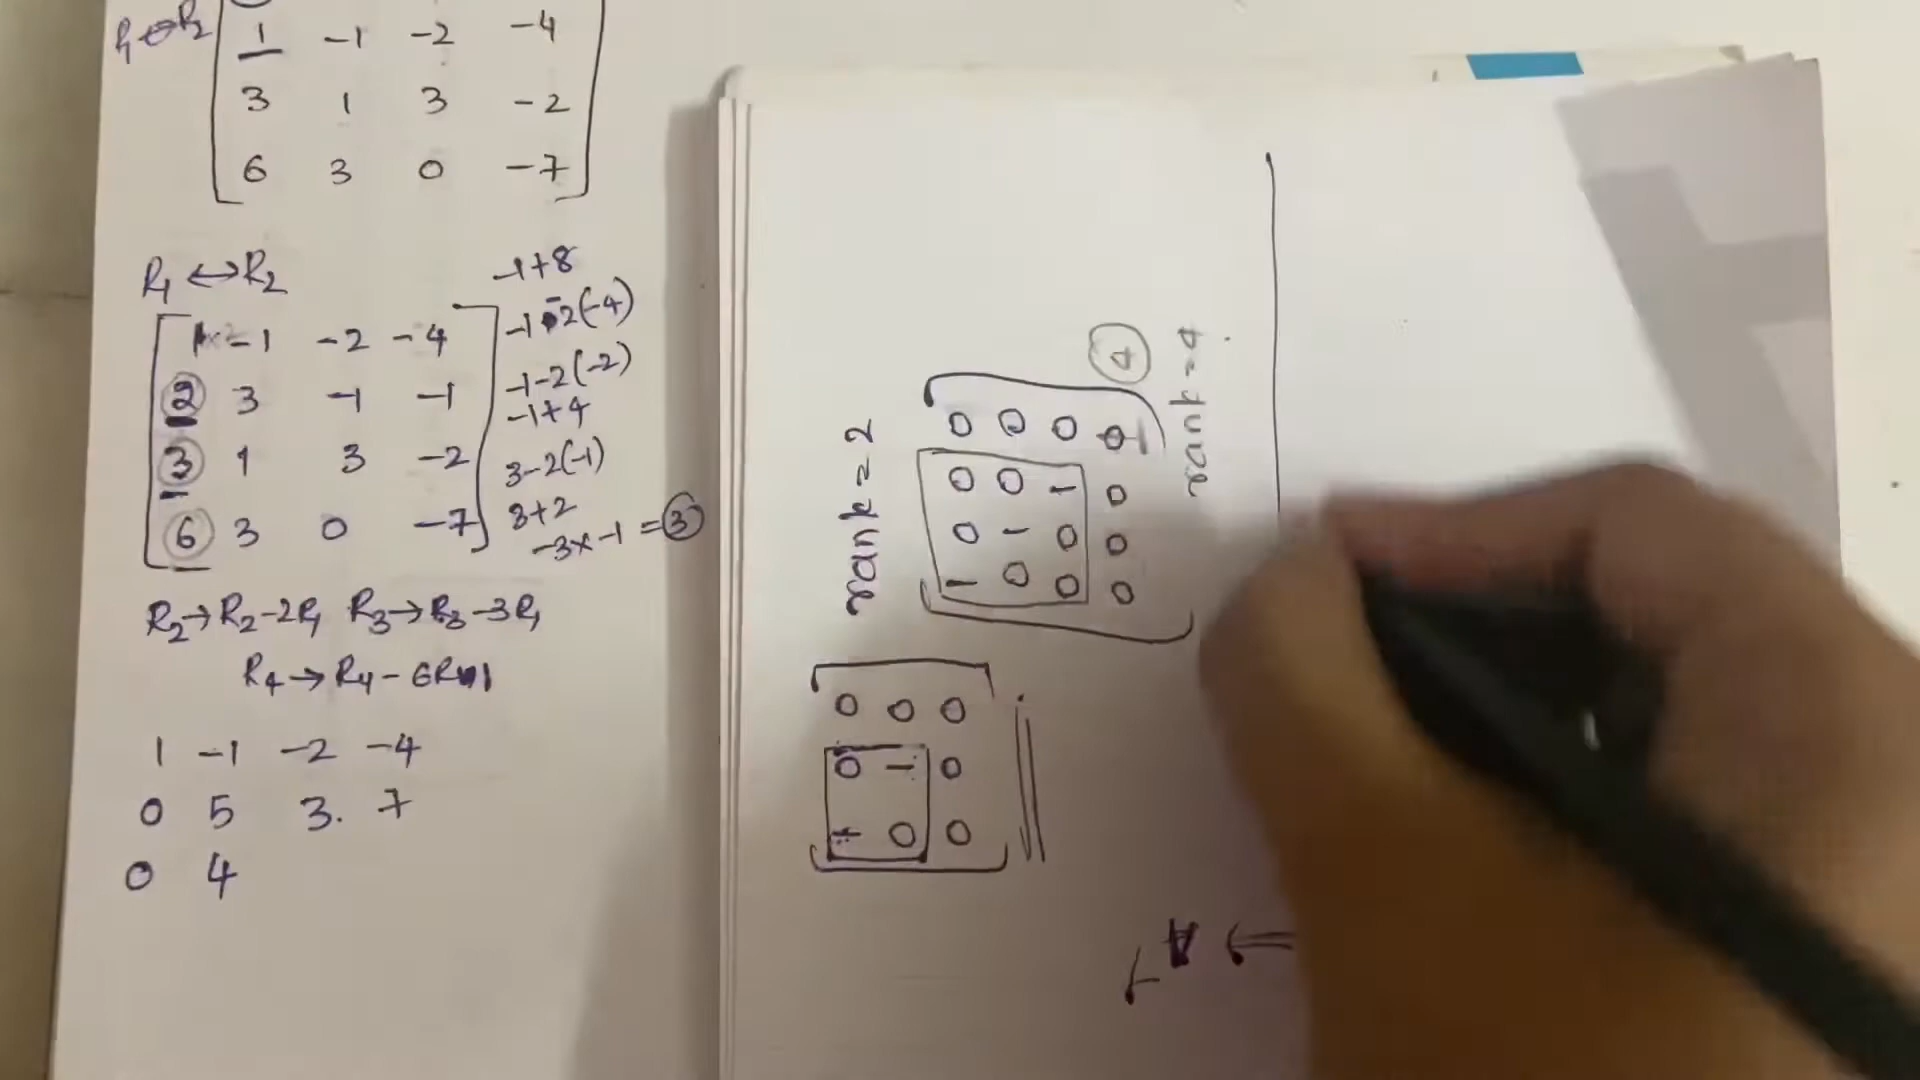 R1 ↔ R2
1 -1 -2 -4
3 1 3 -2
6 3 0 -7
R1 ↔ R2
-1+8
1 -1 -2 -4
-1-2(-4)
2 3 -1 -1
-1-2(-2)
-1+4
3 1 3 -2
3-2(-1)
6 3 0 -7
3+2
-3x-1 = 3
R2→R2-2R1 R3→R3-3R1
R4→R4-6R1
1 -1 -2 -4
0 5 3. 7
0 4
rank = 2
1 0 0
0 1 0
0 0 0
4
rank = 4
1 0 0 0
0 1 0 0
0 0 1 0
0 0 0 0
⇒ A